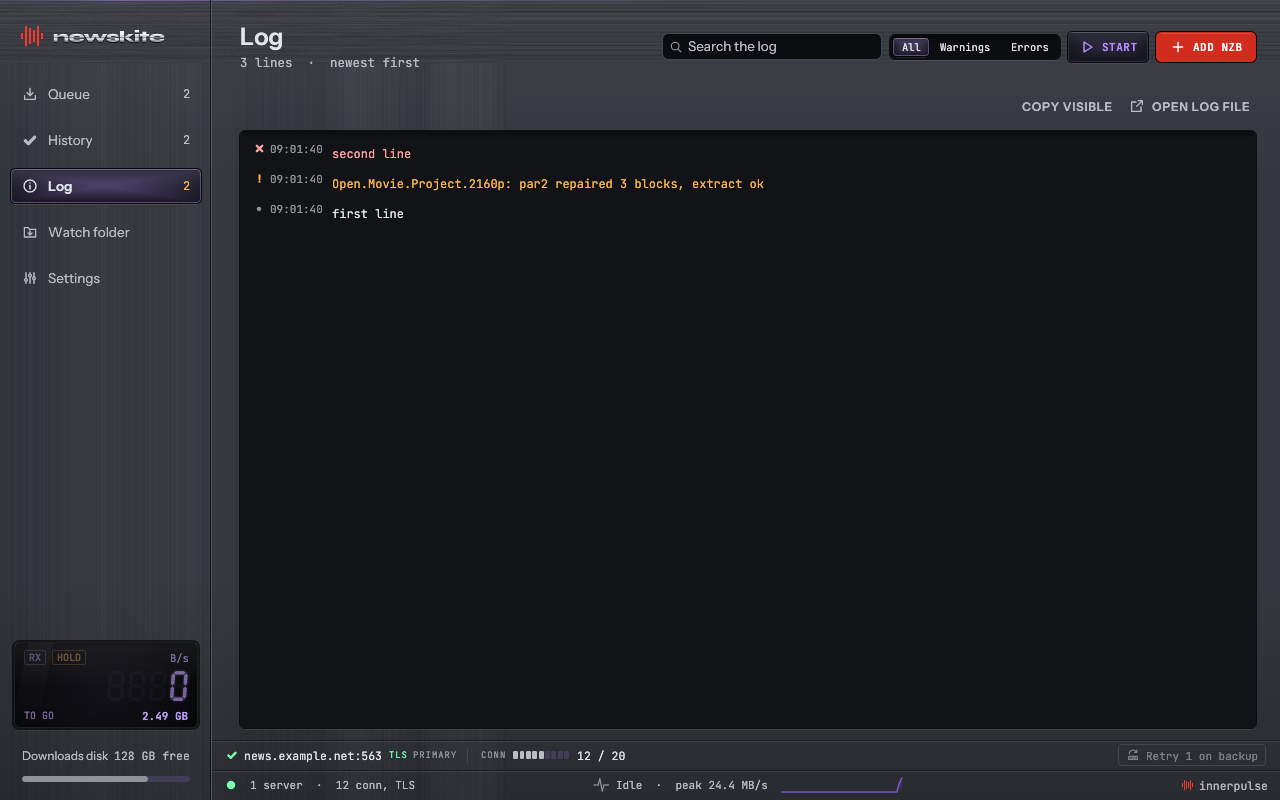 newskite
Queue 2
History 2
Log 2
Watch folder
Settings
RX HOLD B/s
0
TO GO 2.49 GB
Downloads disk 128 GB free
Log
3 lines · newest first
Search the log
All Warnings Errors
START
+ ADD NZB
COPY VISIBLE
OPEN LOG FILE
09:01:40 second line
! 09:01:40 Open.Movie.Project.2160p: par2 repaired 3 blocks, extract ok
09:01:40 first line
news.example.net:563 TLS PRIMARY CONN 12 / 20
Retry 1 on backup
1 server · 12 conn, TLS
Idle · peak 24.4 MB/s
innerpulse